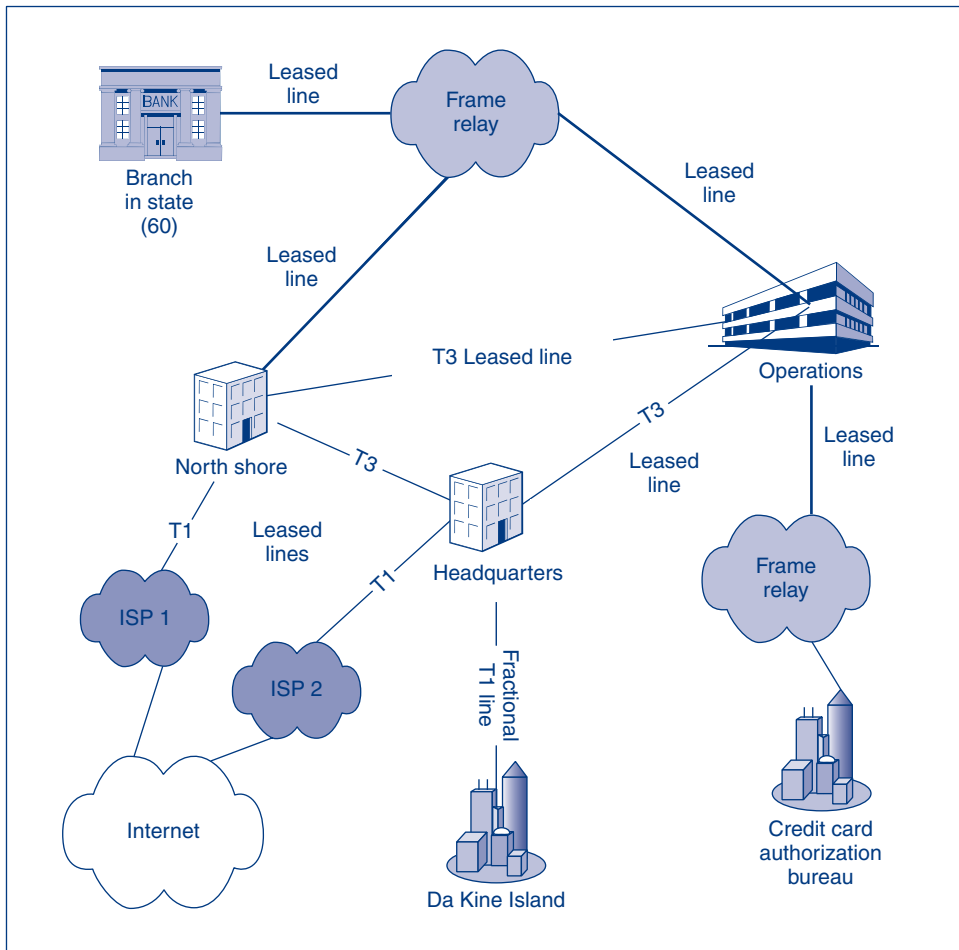 Leased
line
Frame
relay
BANK
Branch
in state
(60)
Leased
line
Leased
line
T3 Leased line
Operations
T3
Leased
line
Leased
line
North shore
T3
T1
Leased
lines
Headquarters
T1
Frame
relay
ISP 1
ISP 2
Fractional
T1 line
Internet
Da Kine Island
Credit card
authorization
bureau